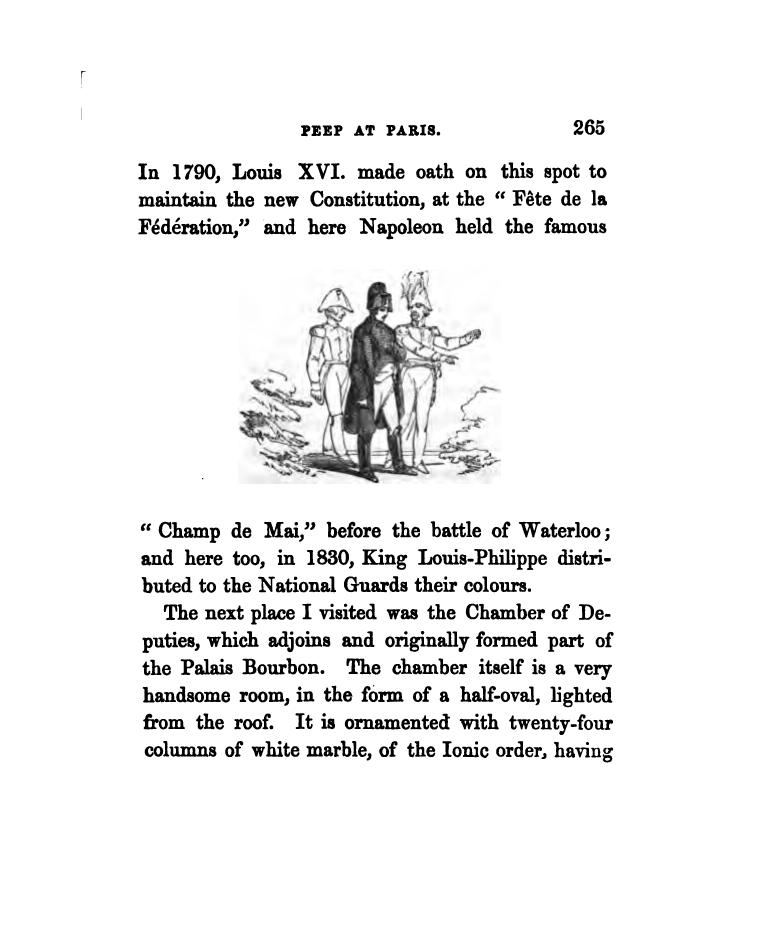 PEEP AT PARIS. 265
In 1790, Louis XVI. made oath on this spot to
maintain the new Constitution, at the “ Fête de la
Fédération,” and here Napoleon held the famous
“ Champ de Mai,” before the battle of Waterloo ;
and here too, in 1830, King Louis-Philippe distri-
buted to the National Guards their colours.
The next place I visited was the Chamber of De-
puties, which adjoins and originally formed part of
the Palais Bourbon. The chamber itself is a very
handsome room, in the form of a half-oval, lighted
from the roof. It is ornamented with twenty-four
columns of white marble, of the Ionic order, having